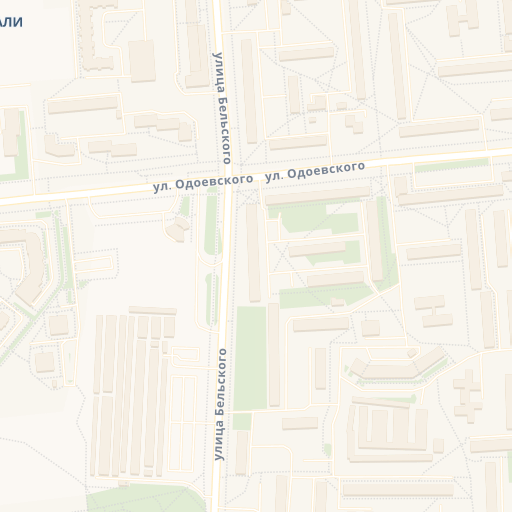 АЛИ
улица Бельского
ул. Одоевского
ул. Одоевского
улица Бельского